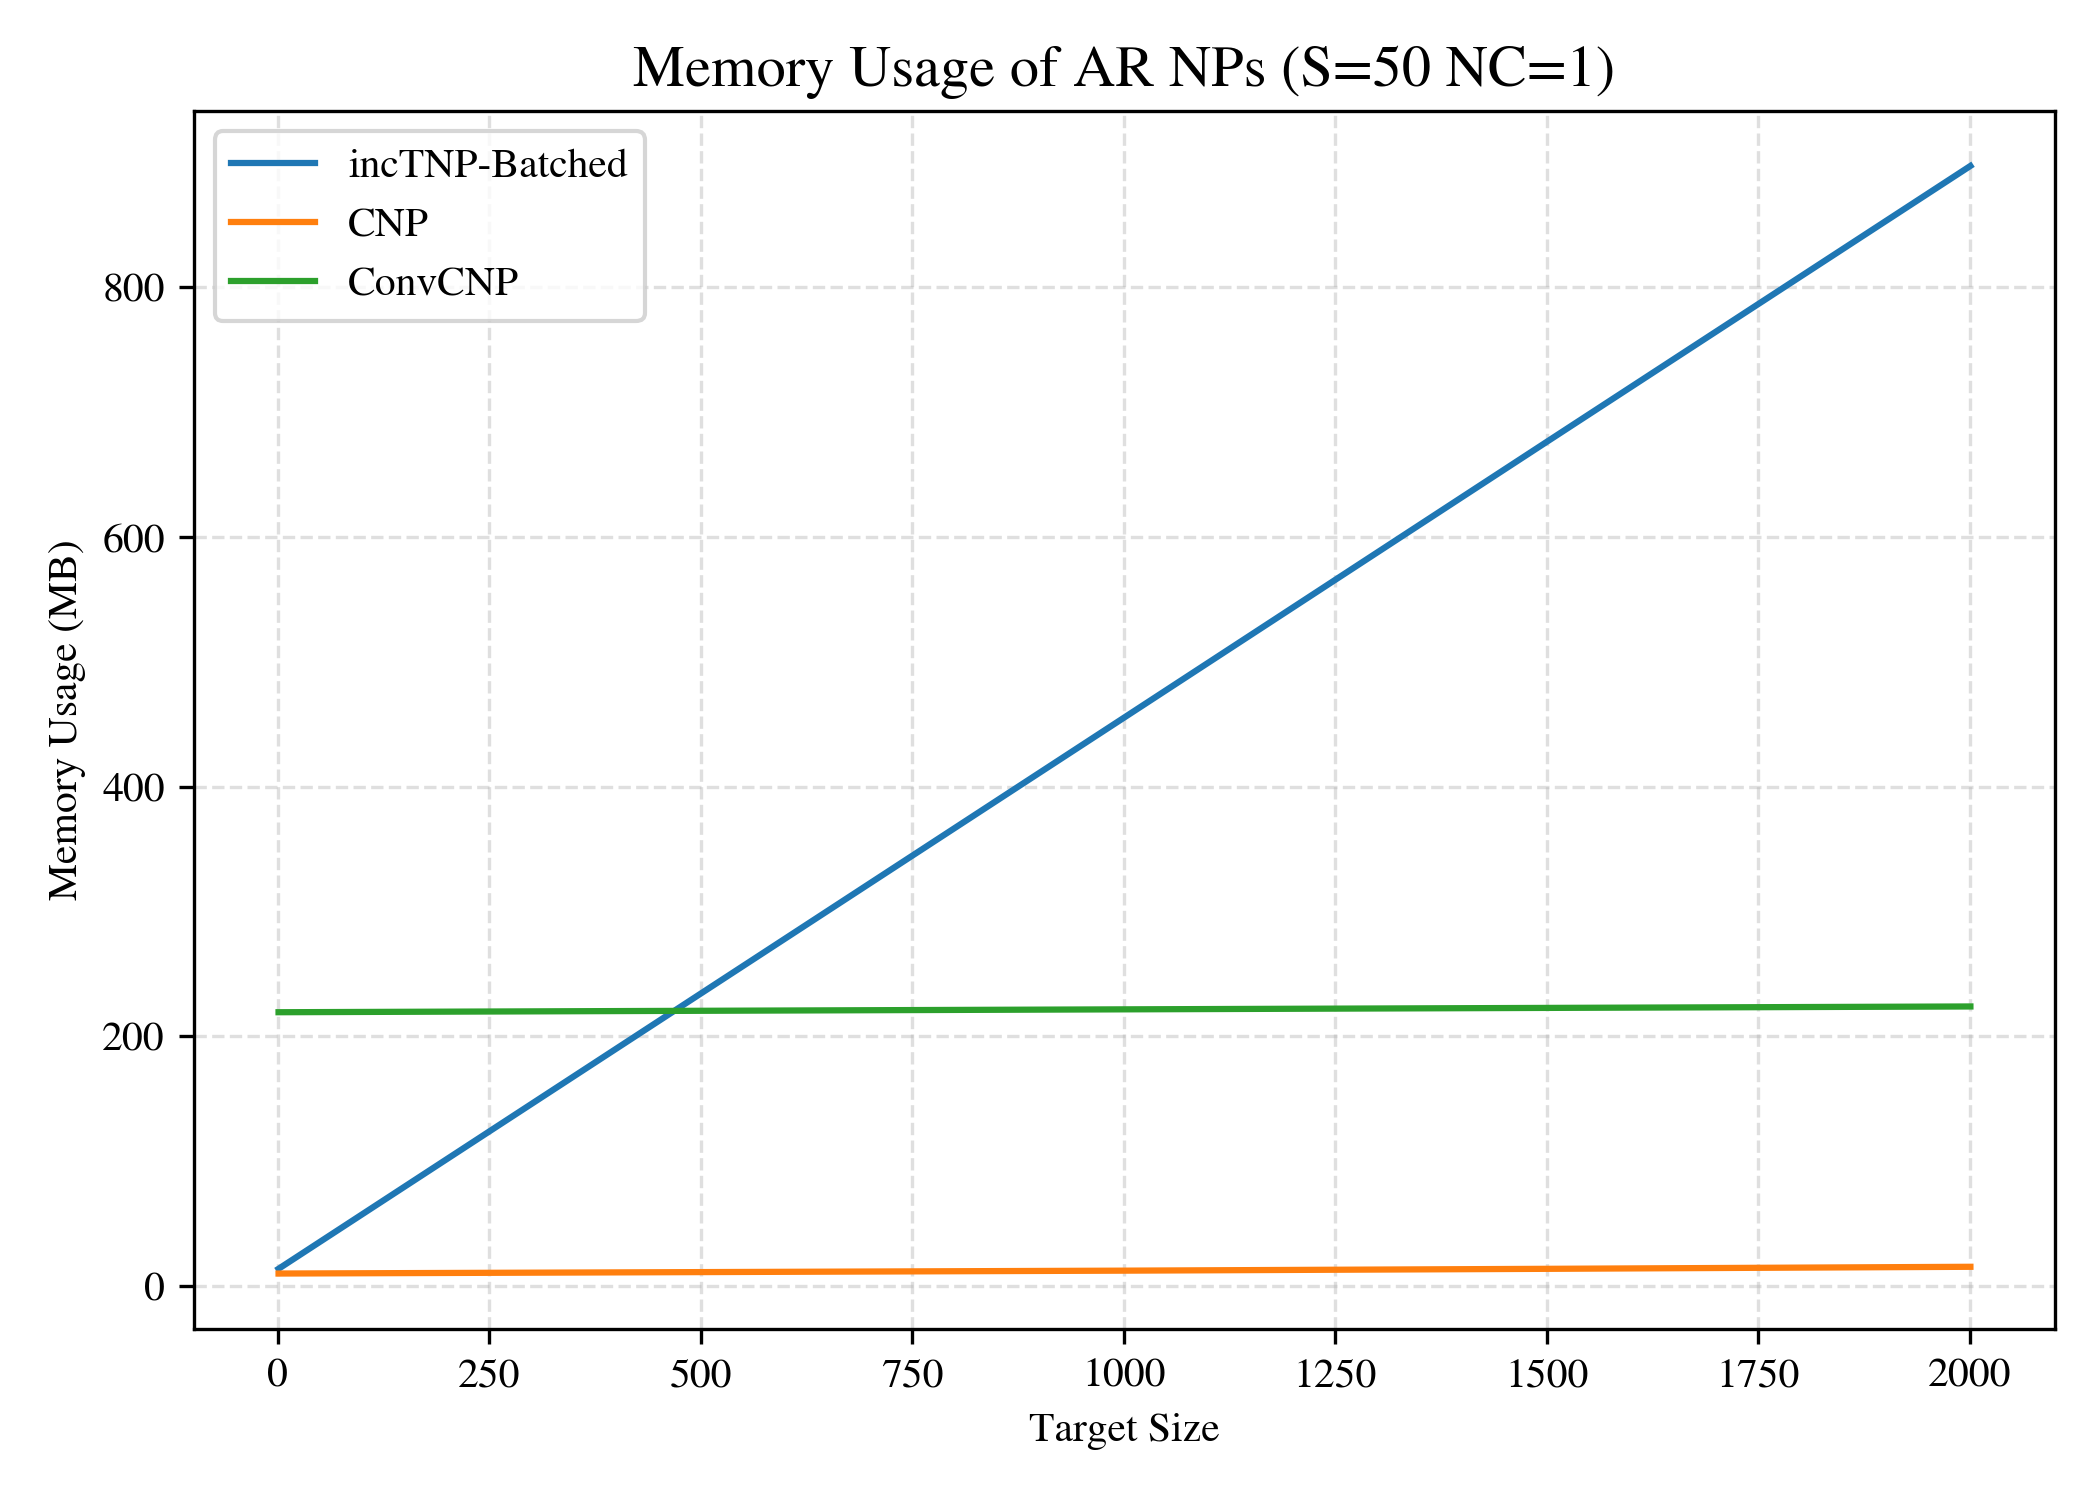 Memory Usage of AR NPs (S=50 NC=1)
incTNP-Batched
CNP
ConvCNP
Memory Usage (MB)
800
600
400
200
0
0 250 500 750 1000 1250 1500 1750 2000
Target Size